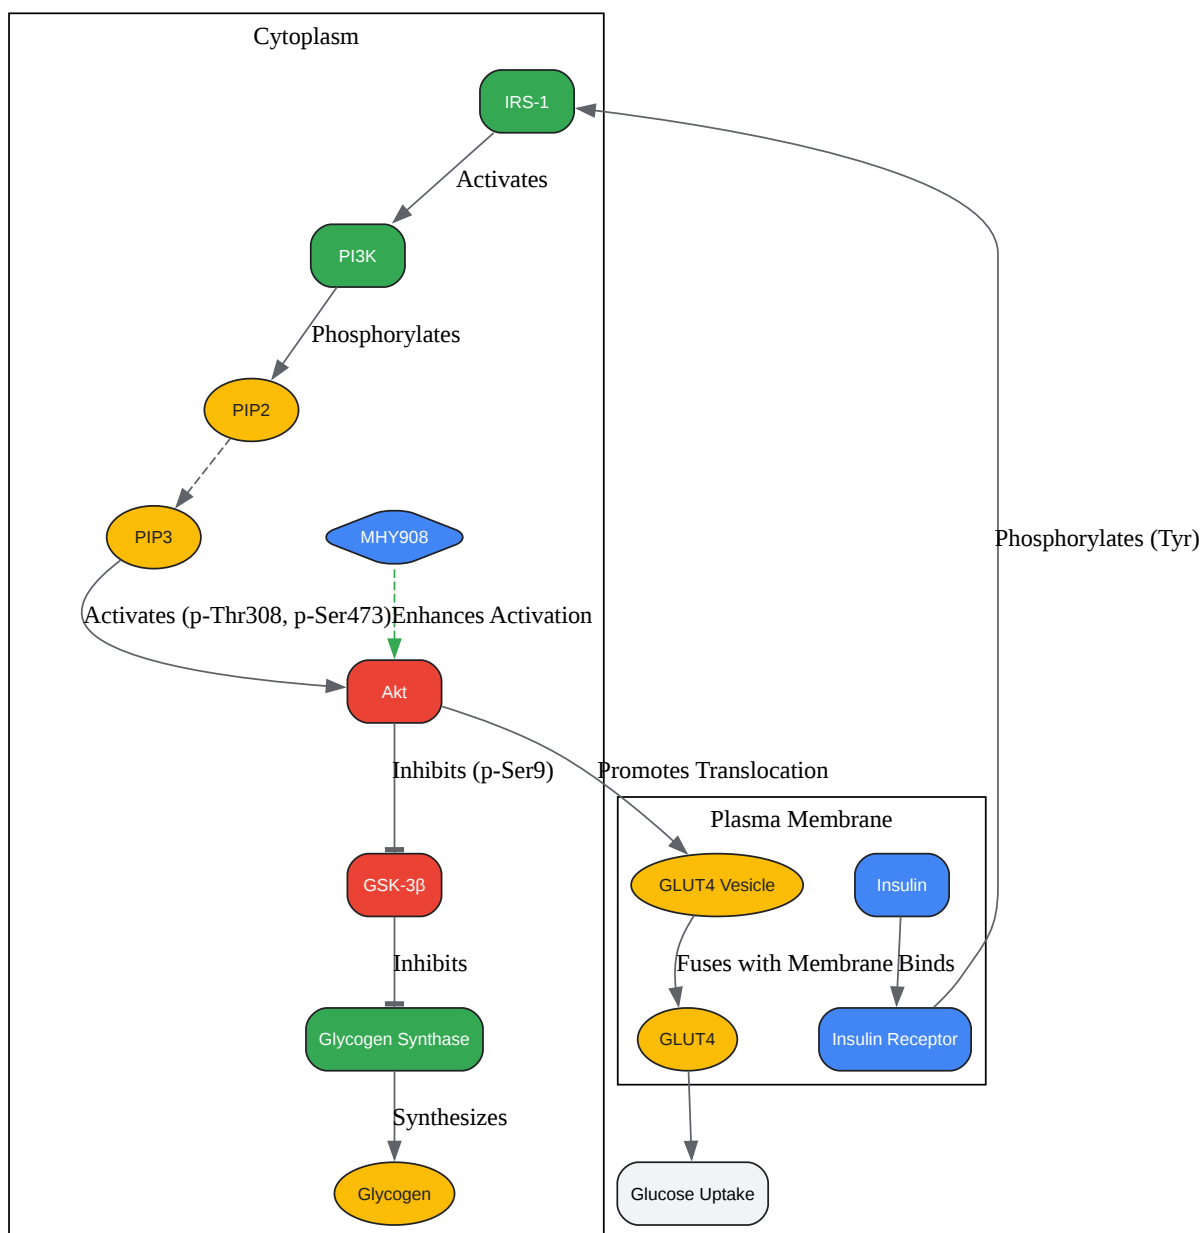 Cytoplasm
IRS-1
Activates
PI3K
Phosphorylates
PIP2
PIP3
MHY908
Phosphorylates (Tyr)
Activates (p-Thr308, p-Ser473)
Enhances Activation
Akt
Inhibits (p-Ser9)
Promotes Translocation
Plasma Membrane
GSK-3β
GLUT4 Vesicle
Insulin
Inhibits
Fuses with Membrane
Binds
Glycogen Synthase
GLUT4
Insulin Receptor
Synthesizes
Glycogen
Glucose Uptake